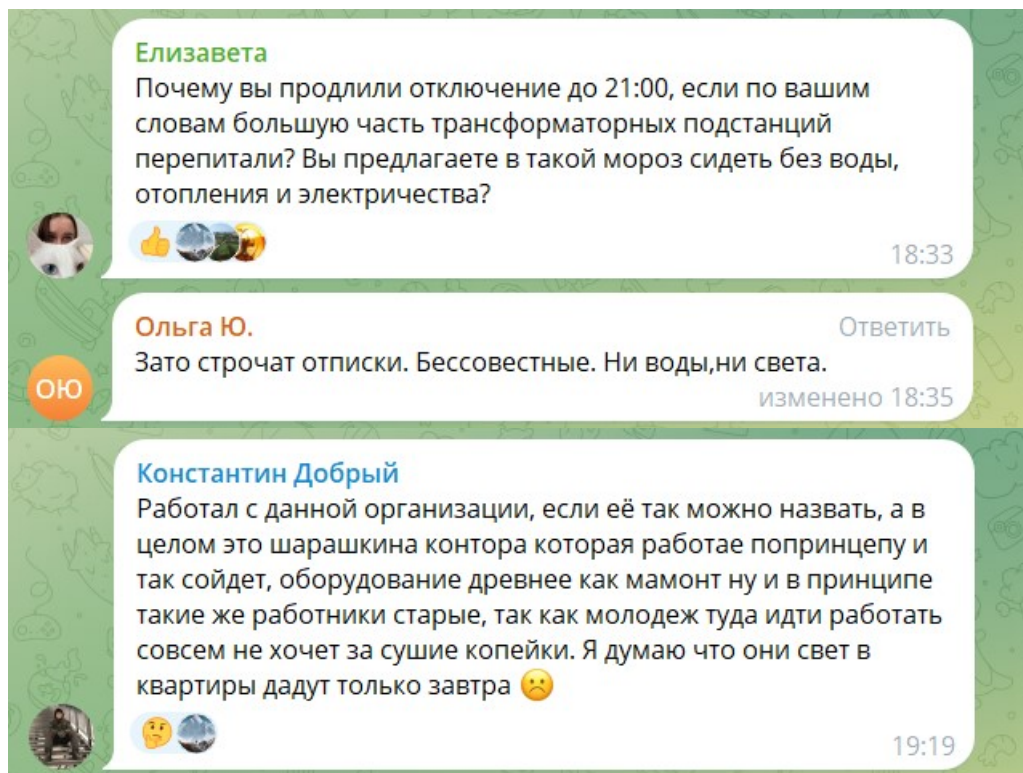 Елизавета
Почему вы продлили отключение до 21:00, если по вашим
словам большую часть трансформаторных подстанций
перепитали? Вы предлагаете в такой мороз сидеть без воды,
отопления и электричества?
18:33
Ольга Ю.
Ответить
Зато строчат отписки. Бессовестные. Ни воды,ни света.
ОЮ
изменено 18:35
Константин Добрый
Работал с данной организации, если её так можно назвать, а в
целом это шарашкина контора которая работае попринцепу и
так сойдет, оборудование древнее как мамонт ну и в принципе
такие же работники старые, так как молодеж туда идти работать
совсем не хочет за сушие копейки. Я думаю что они свет в
квартиры дадут только завтра ☹️
19:19